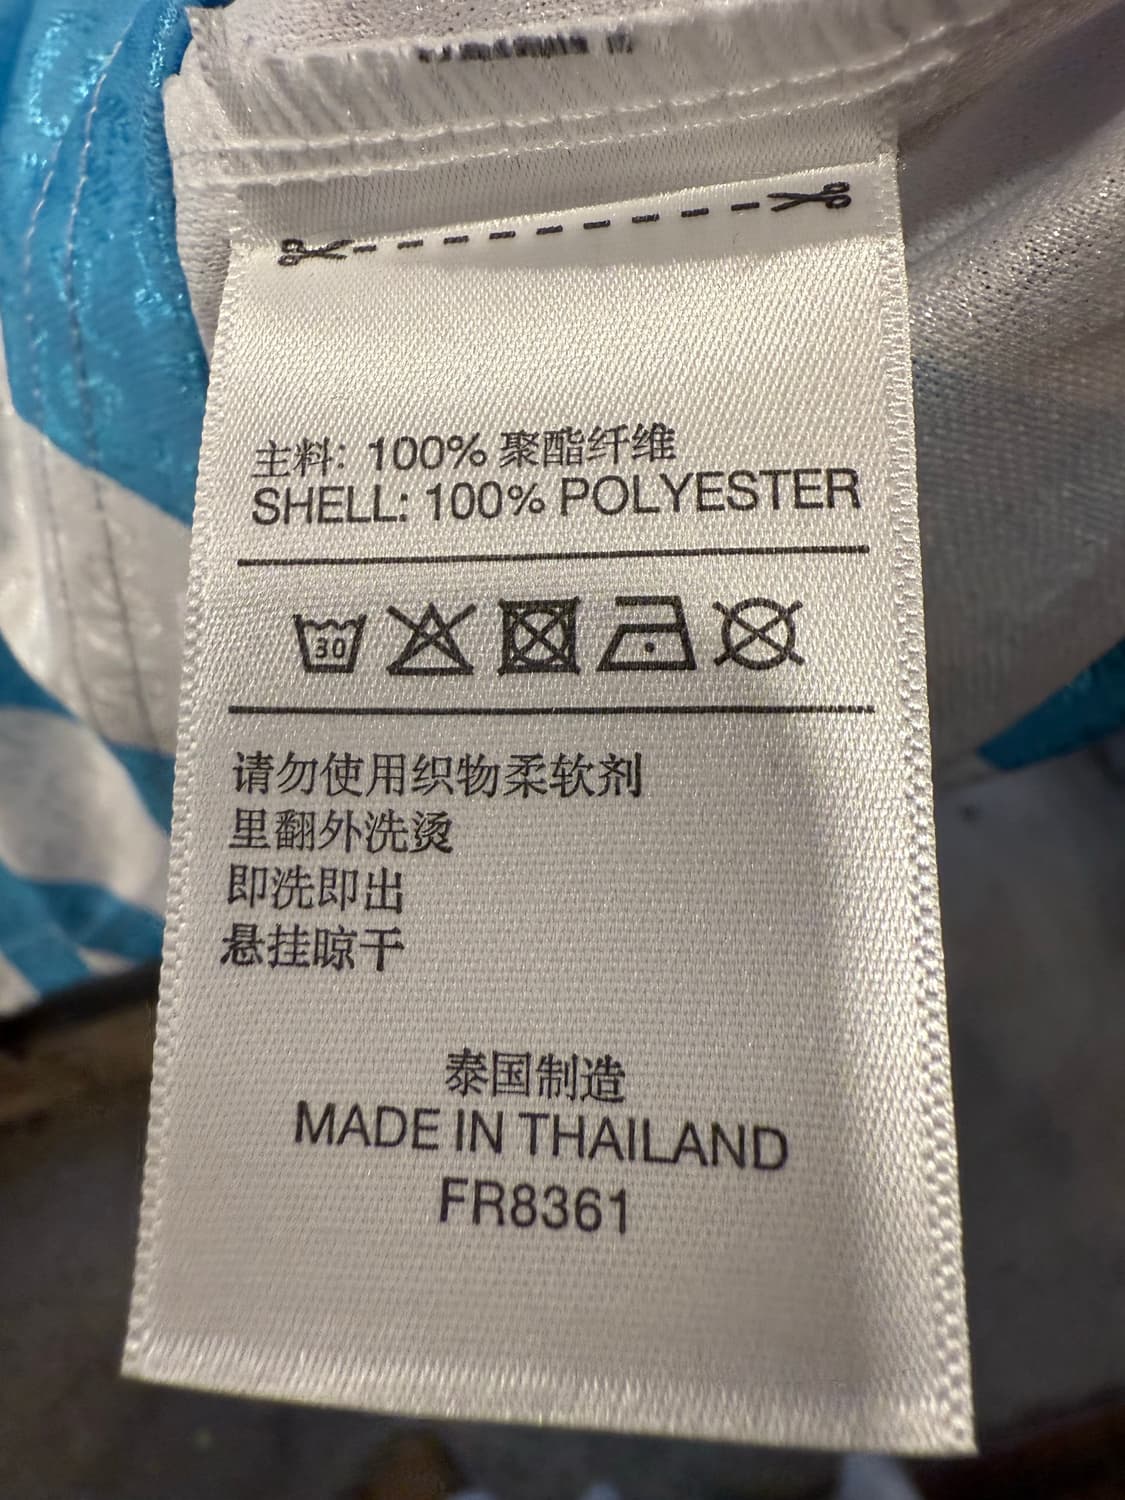 主料: 100% 聚酯纤维
SHELL: 100% POLYESTER
30
请勿使用织物柔软剂
里翻外洗烫
即洗即出
悬挂晾干
泰国制造
MADE IN THAILAND
FR8361